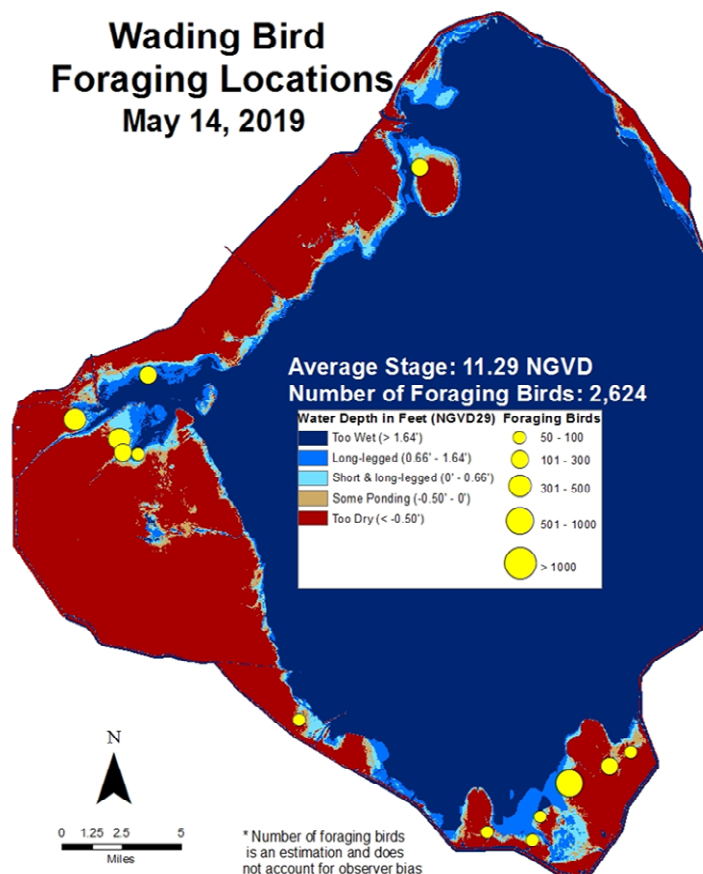 Wading Bird
Foraging Locations
May 14, 2019
Average Stage: 11.29 NGVD
Number of Foraging Birds: 2,624
Water Depth in Feet (NGVD29)
Too Wet (> 1.64')
Long-legged (0.66' - 1.64')
Short & long-legged (0' - 0.66')
Some Ponding (-0.50' - 0')
Too Dry (< -0.50')
Foraging Birds
50 - 100
101 - 300
301 - 500
501 - 1000
> 1000
N
0 1.25 2.5 5
Miles
* Number of foraging birds
is an estimation and does
not account for observer bias